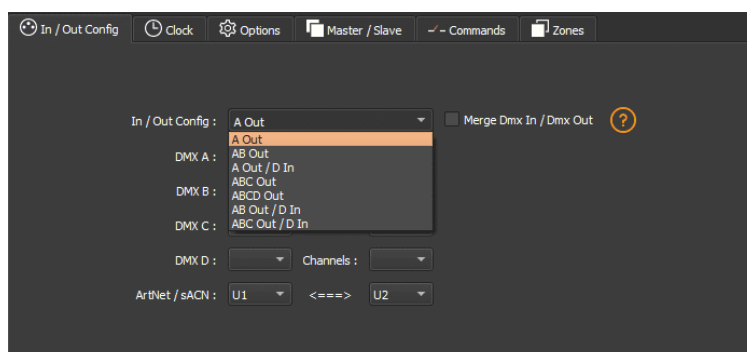 In / Out Config Clock Options Master / Slave Commands Zones
In / Out Config : A Out Merge Dmx In / Dmx Out ?
A Out
DMX A : AB Out
A Out / D In
DMX B : ABC Out
ABCD Out
AB Out / D In
DMX C : ABC Out / D In
DMX D : Channels :
ArtNet / sACN : U1 <===> U2